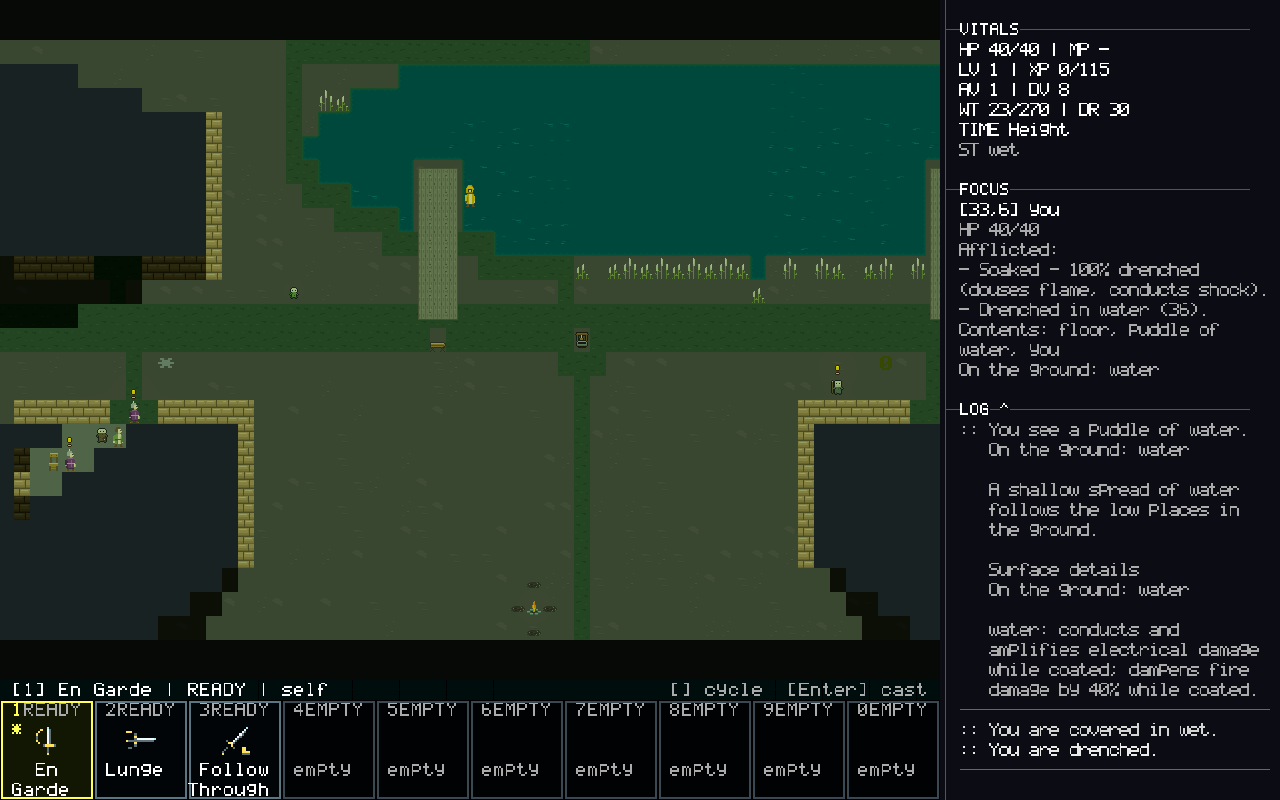 VITALS
HP 40/40 | MP -
LV 1 | XP 0/115
AV 1 | DV 8
WT 23/270 | DR 30
TIME Height
ST wet
FOCUS
[33,6] You
HP 40/40
Afflicted:
- Soaked - 100% drenched
(douses flame, conducts shock).
- Drenched in water (36).
Contents: floor, Puddle of
water, You
On the ground: water
LOG ^
:: You see a Puddle of water.
On the ground: water
A shallow spread of water
follows the low places in
the ground.
Surface details
On the ground: water
water: conducts and
amplifies electrical damage
while coated; dampens fire
damage by 40% while coated.
:: You are covered in wet.
:: You are drenched.
[1] En Garde | READY | self
[] cycle [Enter] cast
1READY 2READY 3READY 4EMPTY 5EMPTY 6EMPTY 7EMPTY 8EMPTY 9EMPTY 0EMPTY
*
En Lunge Follow empty empty empty empty empty empty empty
Garde Through